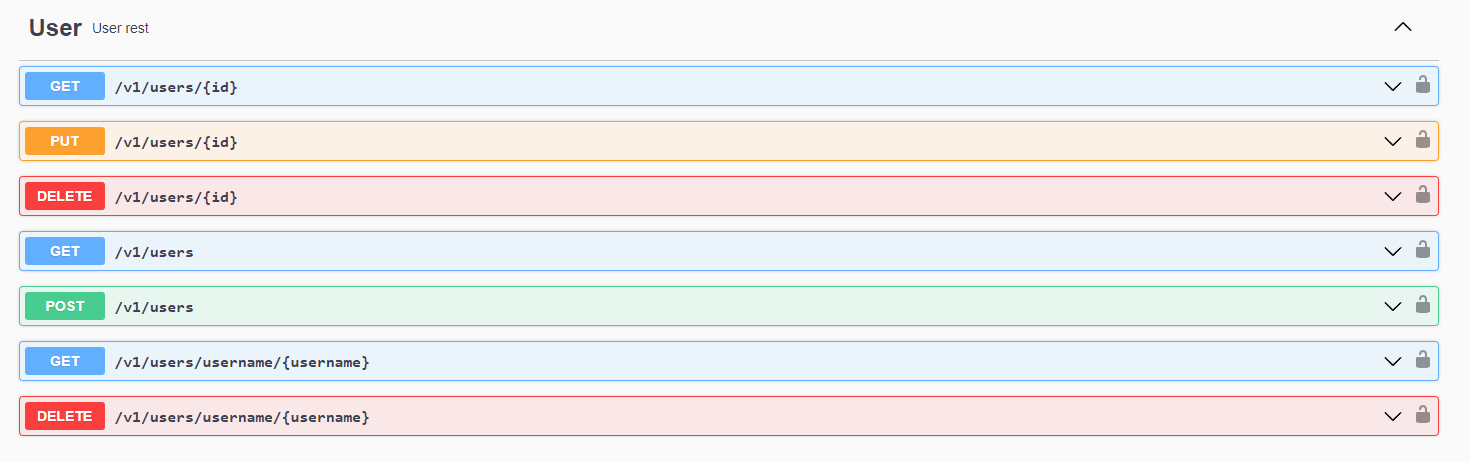 User User rest
GET /v1/users/{id}
PUT /v1/users/{id}
DELETE /v1/users/{id}
GET /v1/users
POST /v1/users
GET /v1/users/username/{username}
DELETE /v1/users/username/{username}